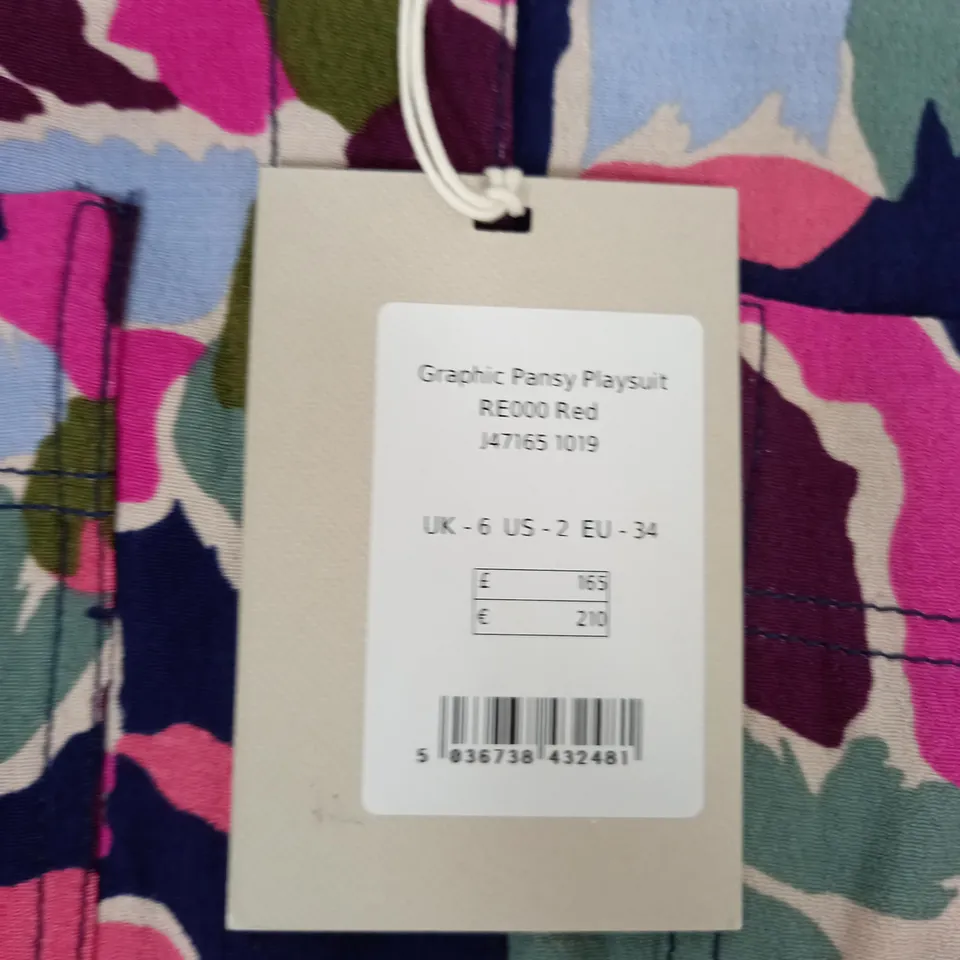 Graphic Pansy Playsuit
RE000 Red
J47165 1019
UK - 6 US - 2 EU - 34
£ 165
€ 210
5 036738 432481